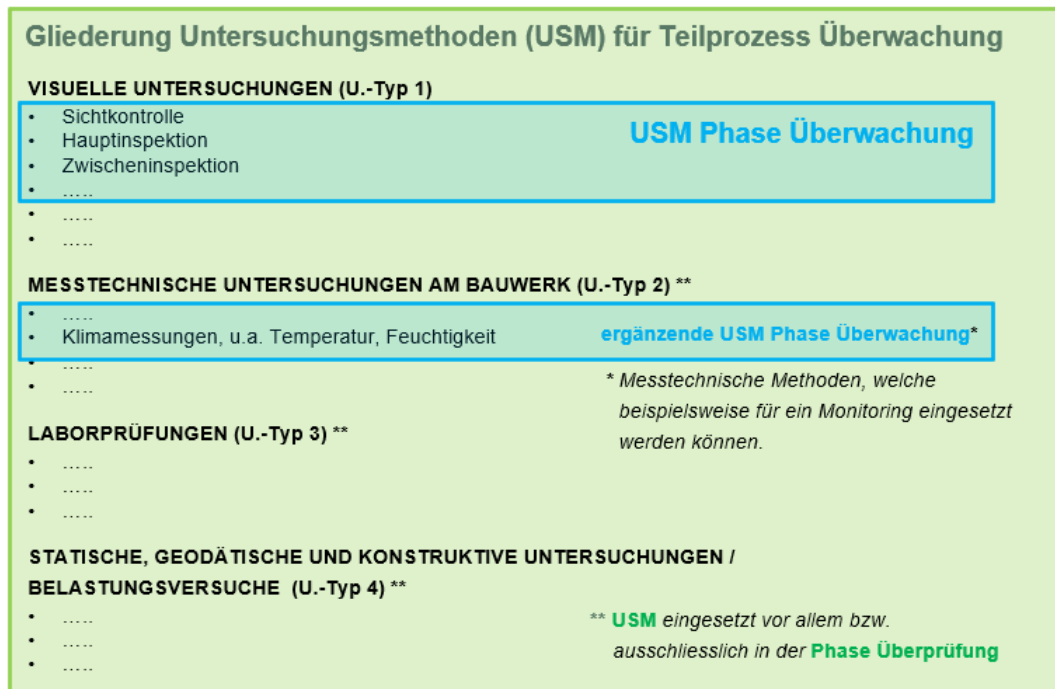 Gliederung Untersuchungsmethoden (USM) für Teilprozess Überwachung
VISUELLE UNTERSUCHUNGEN (U.-Typ 1)
• Sichtkontrolle
• Hauptinspektion
• Zwischeninspektion
• …..
USM Phase Überwachung
• …..
• …..
MESSTECHNISCHE UNTERSUCHUNGEN AM BAUWERK (U.-Typ 2) **
• …..
• Klimamessungen, u.a. Temperatur, Feuchtigkeit
ergänzende USM Phase Überwachung*
• …..
• …..
* Messtechnische Methoden, welche
beispielsweise für ein Monitoring eingesetzt
werden können.
LABORPRÜFUNGEN (U.-Typ 3) **
• …..
• …..
• …..
STATISCHE, GEODÄTISCHE UND KONSTRUKTIVE UNTERSUCHUNGEN /
BELASTUNGSVERSUCHE (U.-Typ 4) **
• …..
• …..
• …..
** USM eingesetzt vor allem bzw.
ausschliesslich in der Phase Überprüfung